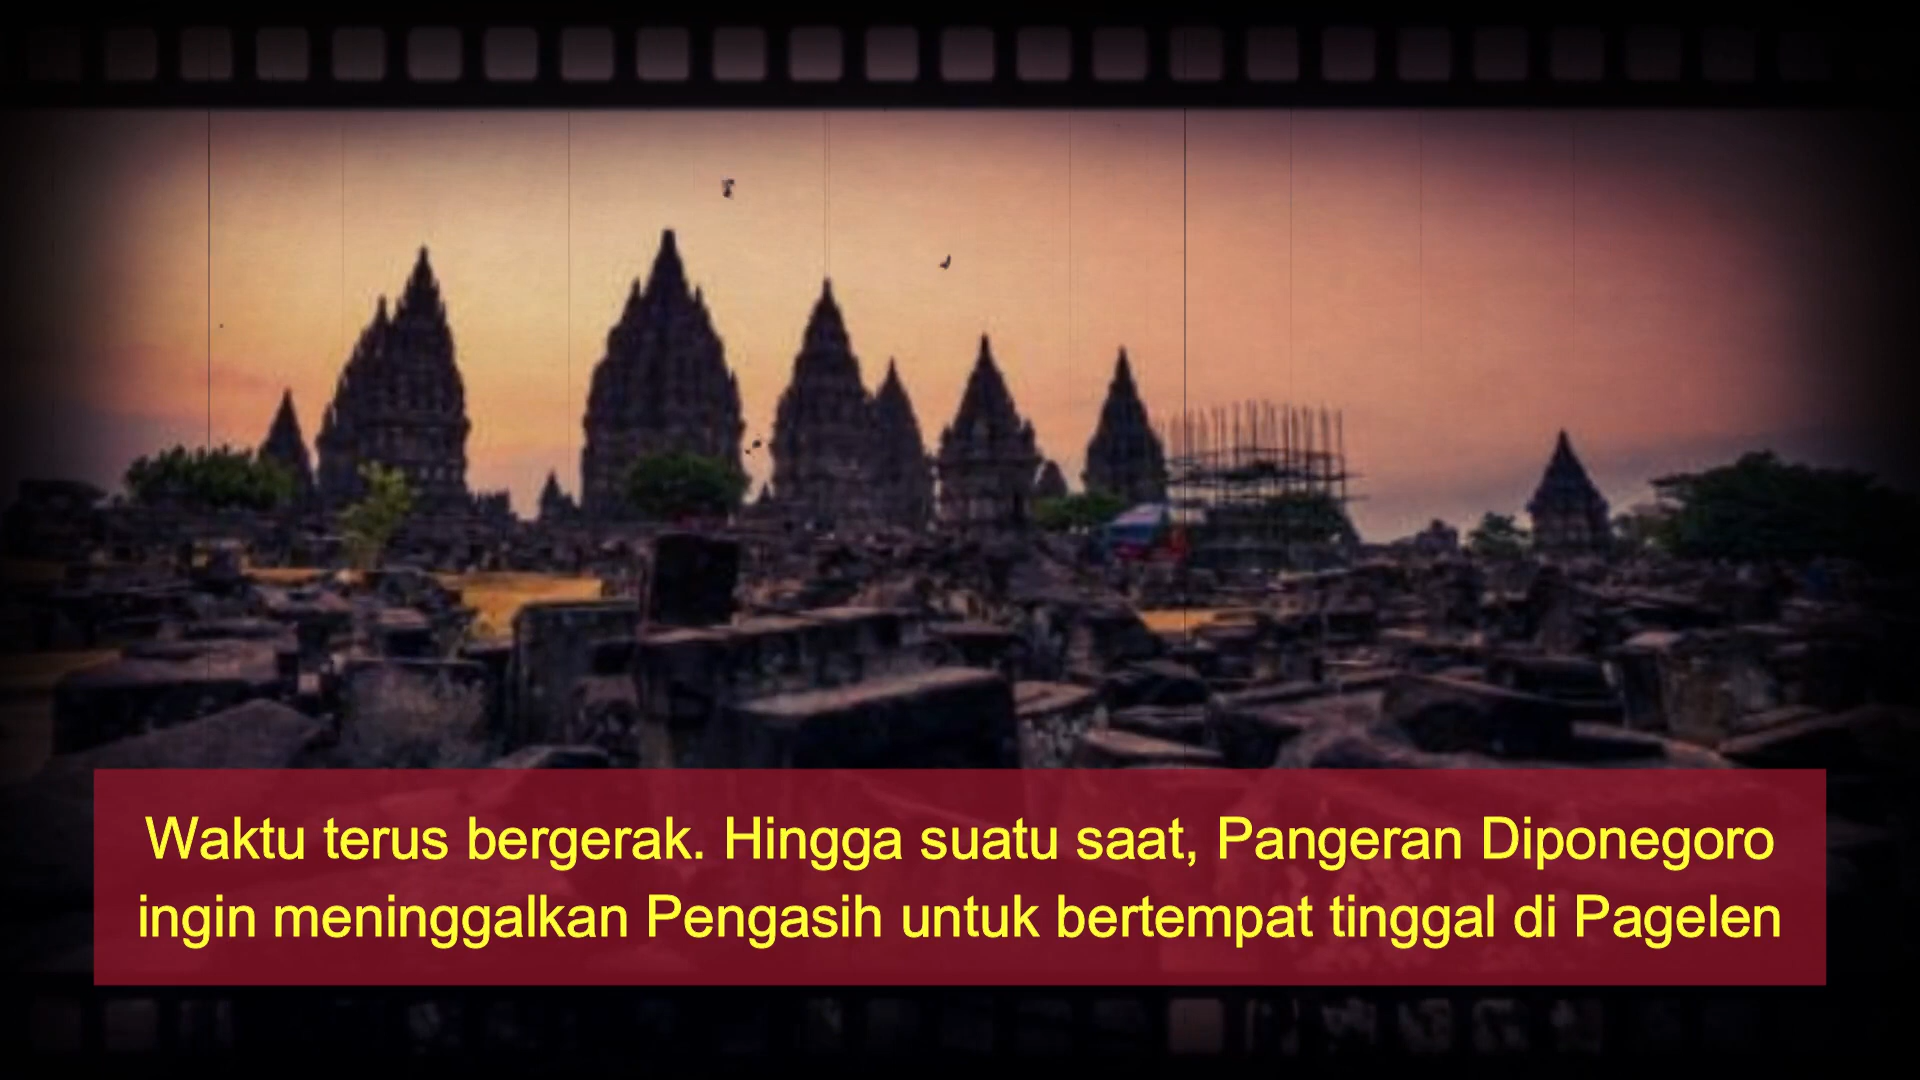 Waktu terus bergerak. Hingga suatu saat, Pangeran Diponegoro
ingin meninggalkan Pengasih untuk bertempat tinggal di Pagelen